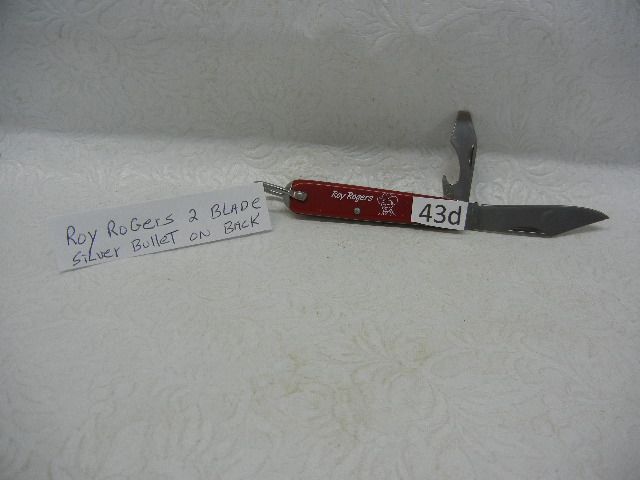 Roy Rogers 2 BLADE
SilveR BulleT ON BACK
Roy Rogers
43d